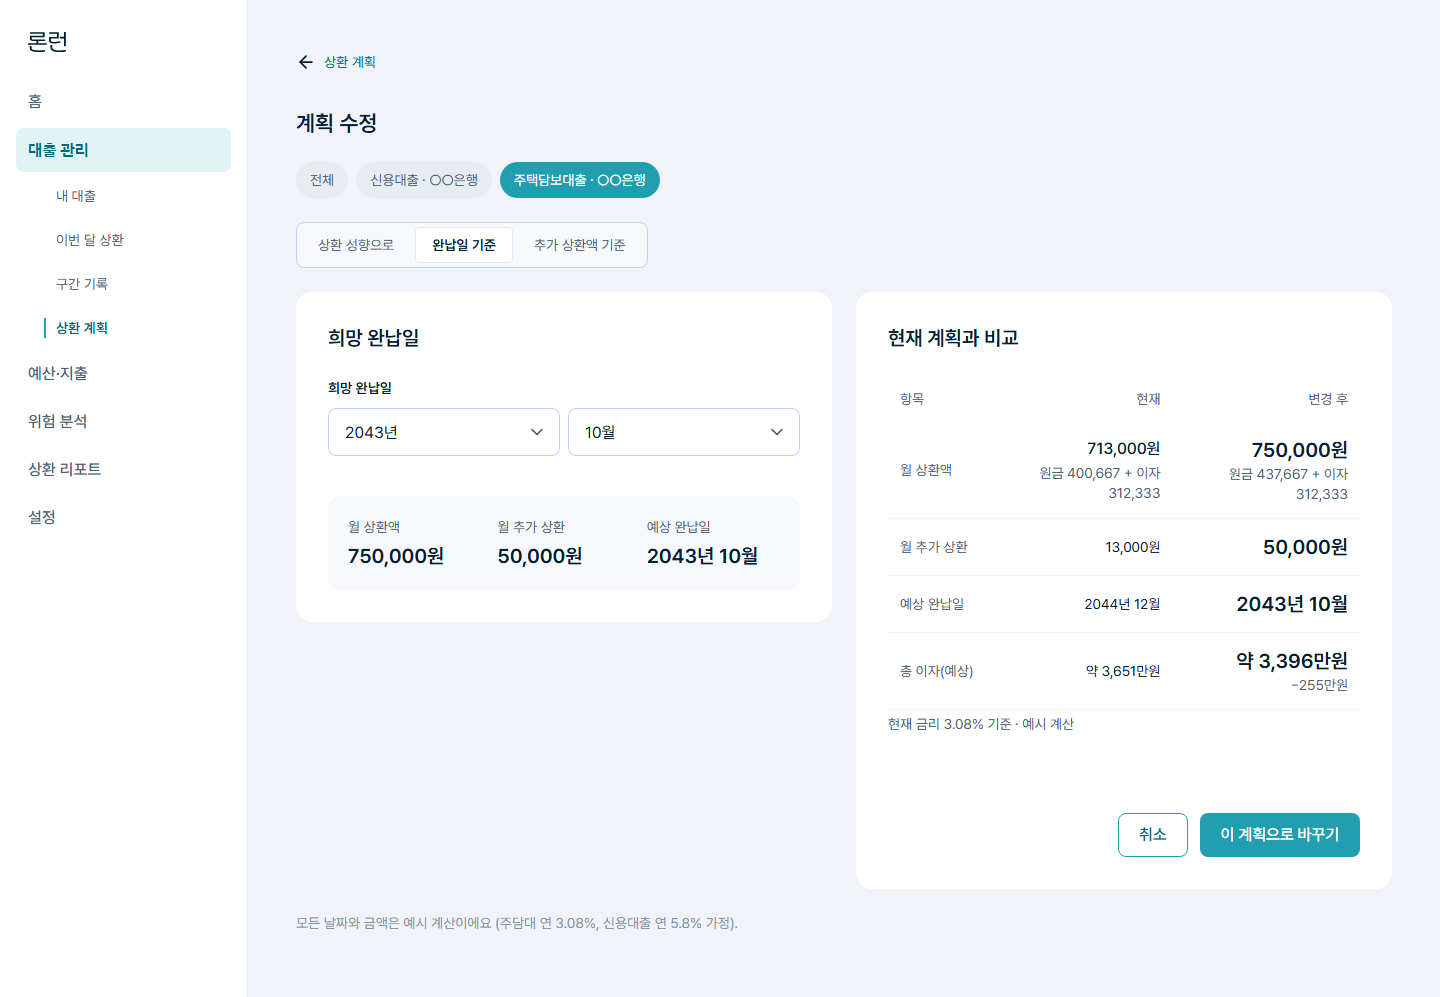 론런
홈
대출 관리
내 대출
이번 달 상환
구간 기록
상환 계획
예산·지출
위험 분석
상환 리포트
설정
상환 계획
계획 수정
전체
신용대출 · 〇〇은행
주택담보대출 · 〇〇은행
상환 성향으로
완납일 기준
추가 상환액 기준
희망 완납일
희망 완납일
2043년
10월
월 상환액
월 추가 상환
예상 완납일
750,000원
50,000원
2043년 10월
현재 계획과 비교
항목
현재
변경 후
월 상환액
713,000원
원금 400,667 + 이자
312,333
750,000원
원금 437,667 + 이자
312,333
월 추가 상환
13,000원
50,000원
예상 완납일
2044년 12월
2043년 10월
총 이자(예상)
약 3,651만원
약 3,396만원
−255만원
현재 금리 3.08% 기준 · 예시 계산
취소
이 계획으로 바꾸기
모든 날짜와 금액은 예시 계산이에요 (주담대 연 3.08%, 신용대출 연 5.8% 가정).